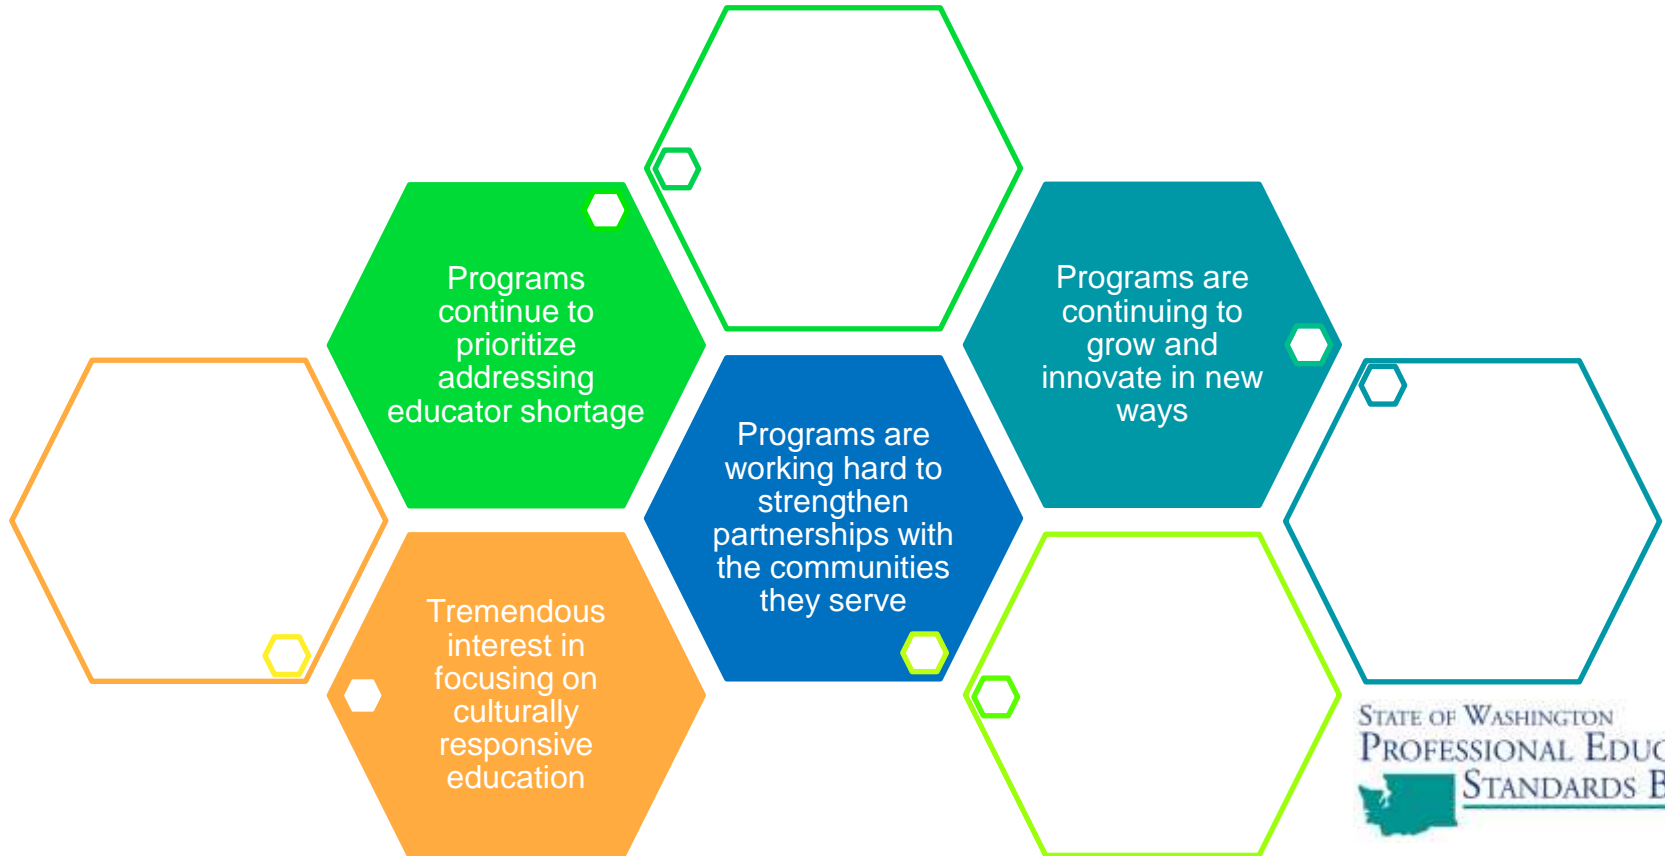 Programs
continue to
prioritize
addressing
educator shortage
Programs are
continuing to
grow and
innovate in new
ways
Programs are
working hard to
strengthen
partnerships with
the communities
they serve
Tremendous
interest in
focusing on
culturally
responsive
education
STATE OF WASHINGTON
PROFESSIONAL EDUC
STANDARDS B